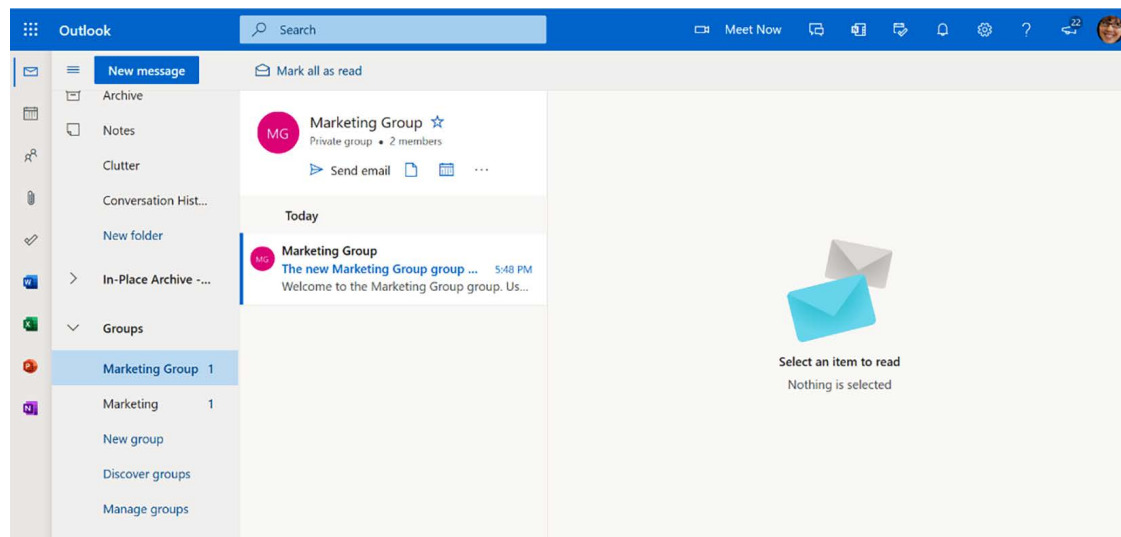 Outlook
Search
Meet Now
22
New message
Mark all as read
Archive
Notes
Clutter
Conversation Hist...
New folder
In-Place Archive -...
Groups
Marketing Group 1
Marketing 1
New group
Discover groups
Manage groups
MG
Marketing Group
Private group • 2 members
Send email
Today
MG
Marketing Group
The new Marketing Group group ... 5:48 PM
Welcome to the Marketing Group group. Us...
Select an item to read
Nothing is selected